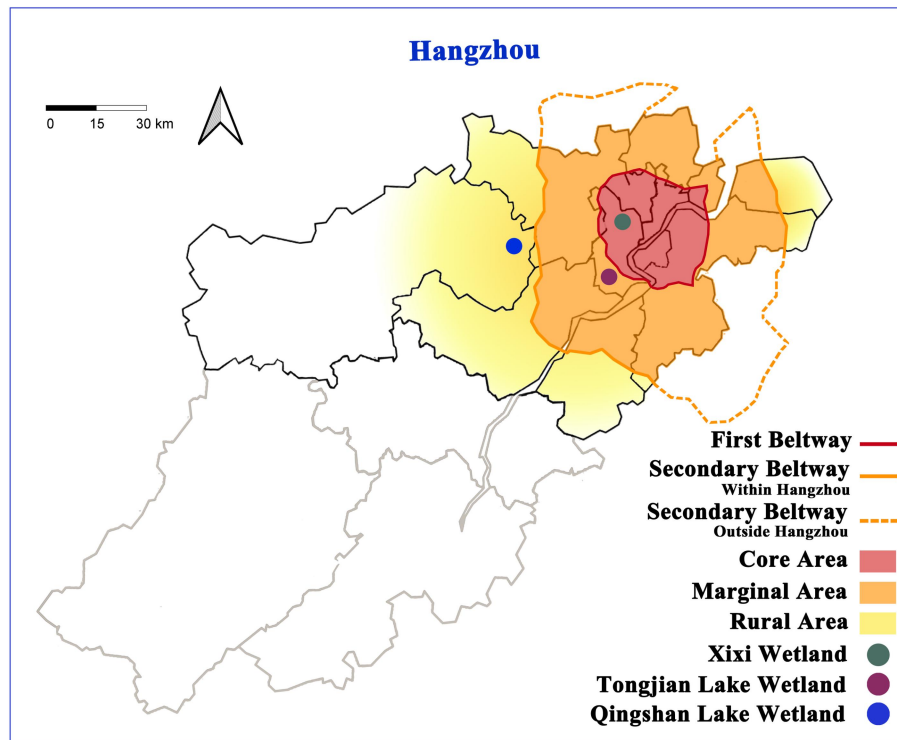 Hangzhou
0 15 30 km
First Beltway
Secondary Beltway
Within Hangzhou
Secondary Beltway
Outside Hangzhou
Core Area
Marginal Area
Rural Area
Xixi Wetland
Tongjian Lake Wetland
Qingshan Lake Wetland